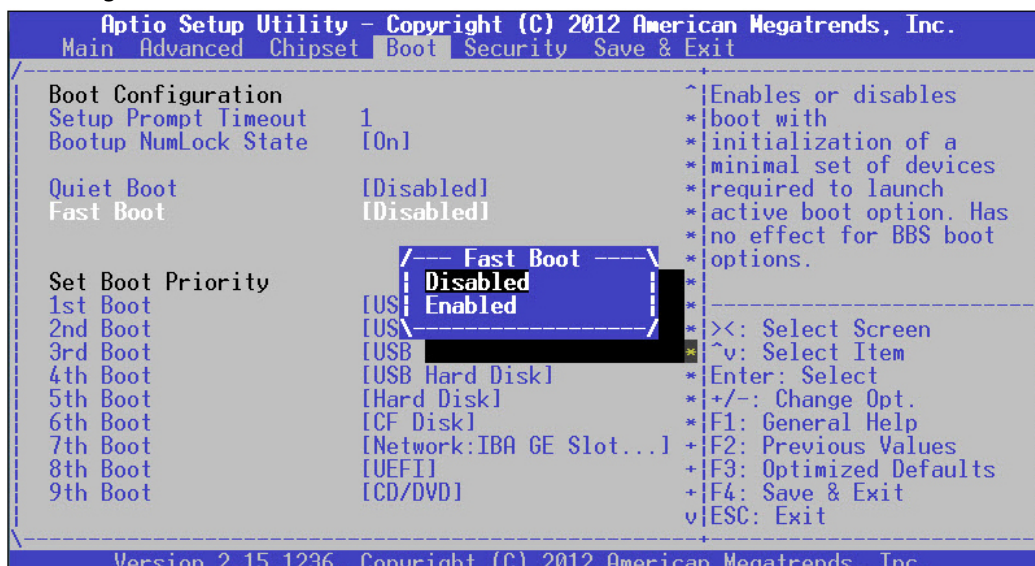 Aptio Setup Utility - Copyright (C) 2012 American Megatrends, Inc.
Main Advanced Chipset Boot Security Save & Exit
Boot Configuration
Setup Prompt Timeout 1
Bootup NumLock State [On]
Quiet Boot [Disabled]
Fast Boot [Disabled]
Set Boot Priority
1st Boot [US
2nd Boot [US
3rd Boot [USB
4th Boot [USB Hard Disk]
5th Boot [Hard Disk]
6th Boot [CF Disk]
7th Boot [Network:IBA GE Slot...]
8th Boot [UEFI]
9th Boot [CD/DVD]
Fast Boot
Disabled
Enabled
Enables or disables
boot with
initialization of a
minimal set of devices
required to launch
active boot option. Has
no effect for BBS boot
options.
><: Select Screen
^v: Select Item
Enter: Select
+/-: Change Opt.
F1: General Help
F2: Previous Values
F3: Optimized Defaults
F4: Save & Exit
ESC: Exit
Version 2.15.1236. Copyright (C) 2012 American Megatrends, Inc.